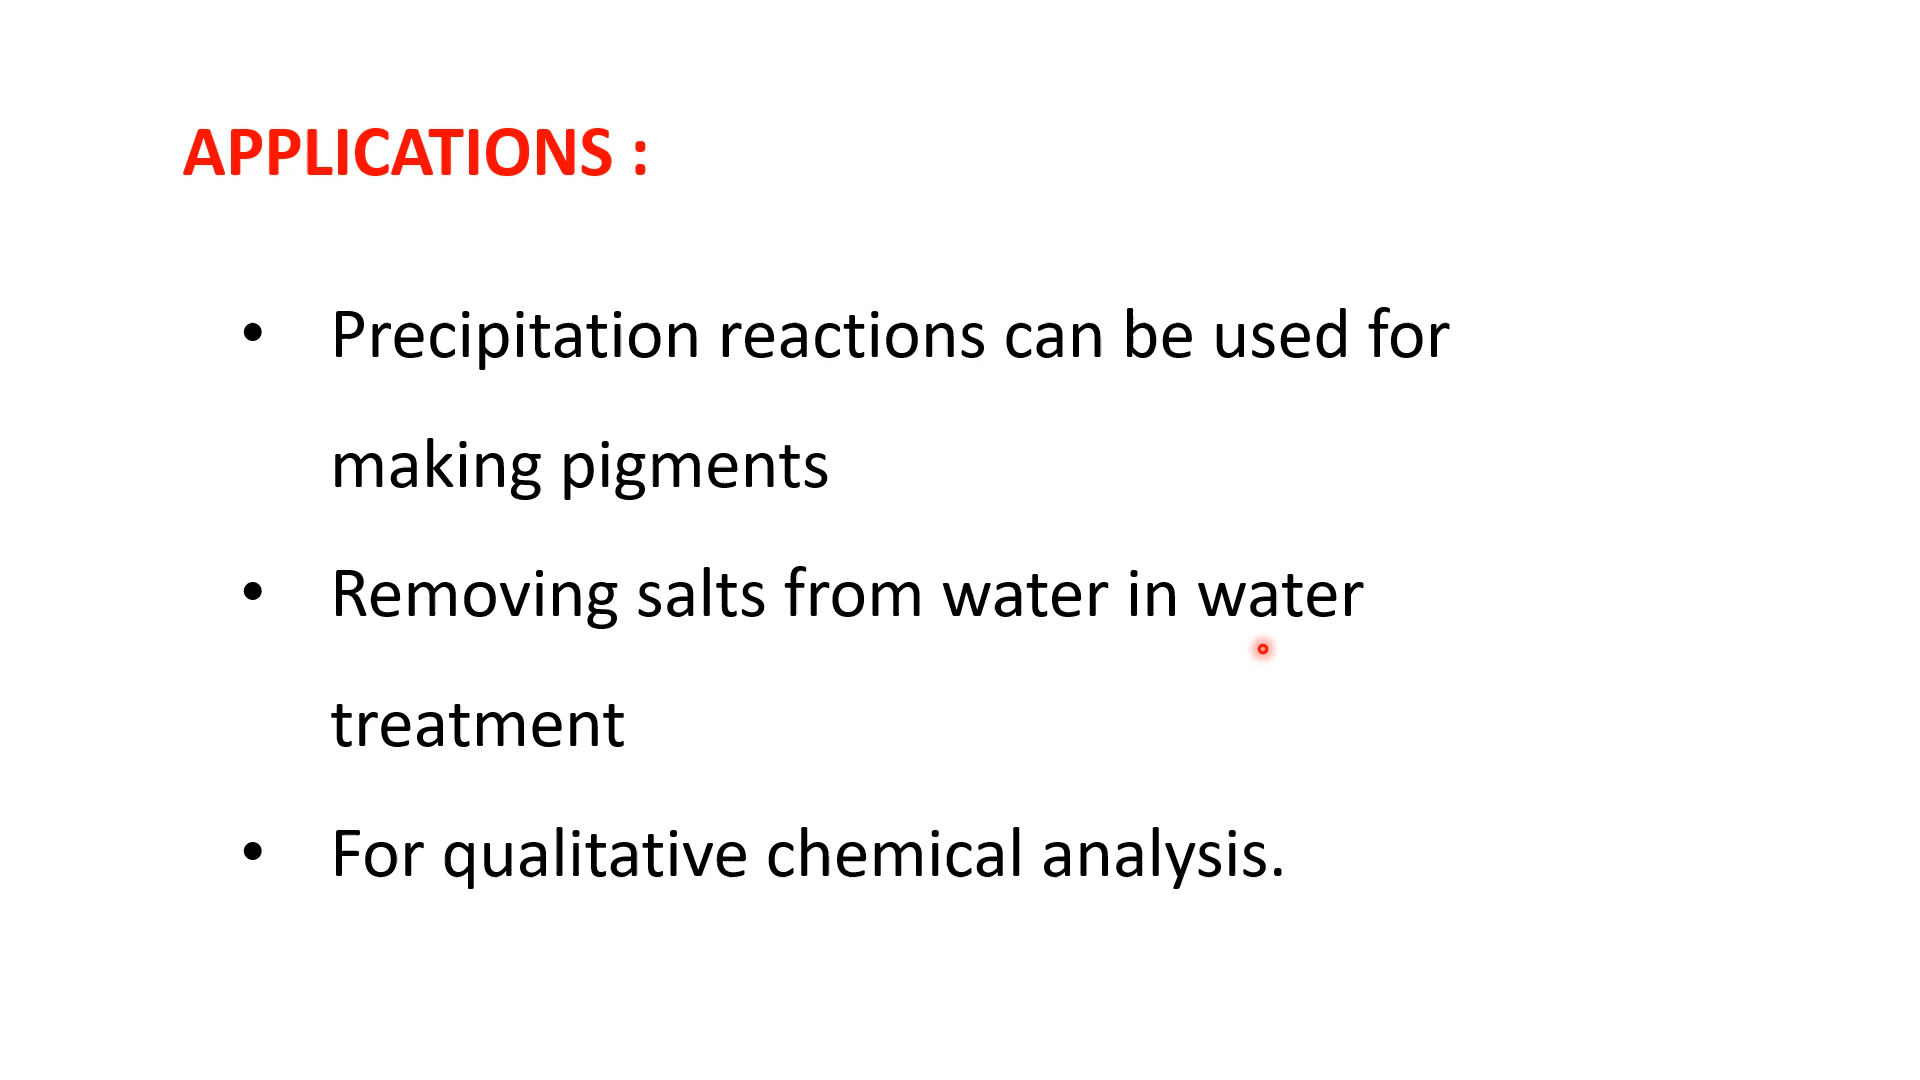 APPLICATIONS :
• Precipitation reactions can be used for
making pigments
• Removing salts from water in water
treatment
• For qualitative chemical analysis.